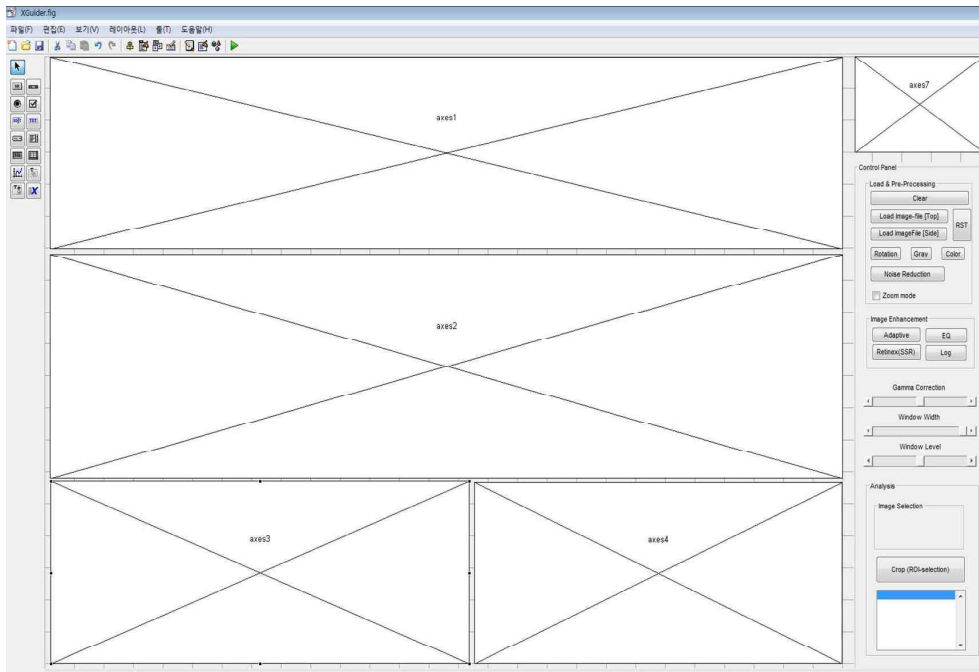 XGuider.fig
파일(F) 편집(E) 보기(V) 레이아웃(L) 툴(T) 도움말(H)
axes1
axes7
Control Panel
Load & Pre-Processing
Clear
Load Image-file [Top]
RST
Load ImageFile [Side]
Rotation Gray Color
Noise Reduction
Zoom mode
axes2
Image Enhancement
Adaptive EQ
Retinex(SSR) Log
Gamma Correction
Window Width
Window Level
axes3
axes4
Analysis
Image Selection
Crop (ROI-selection)